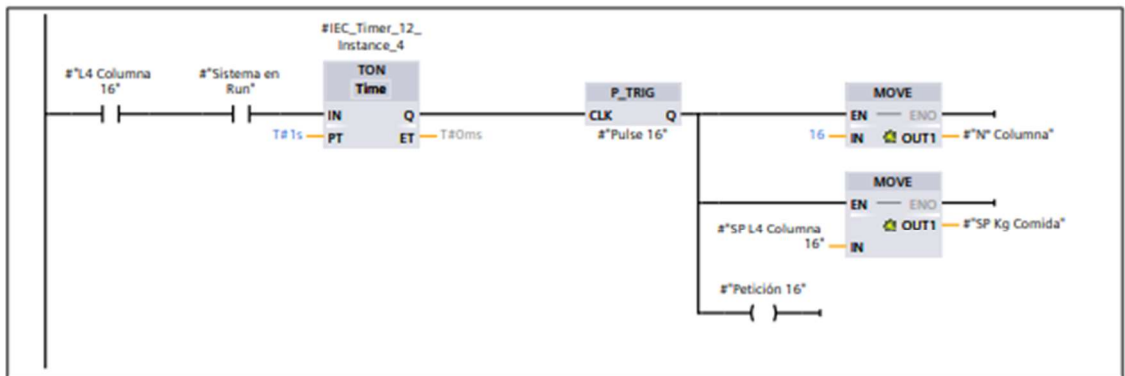 #IEC_Timer_12_
Instance_4
#"L4 Columna
16"
#"Sistema en
Run"
TON
Time
IN Q
T#1s PT ET T#0ms
P_TRIG
CLK Q
#"Pulse 16"
MOVE
EN ENO
16 IN OUT1 #"Nº Columna"
MOVE
EN ENO
OUT1 #"SP Kg Comida"
#"SP L4 Columna
16" IN
#"Petición 16"